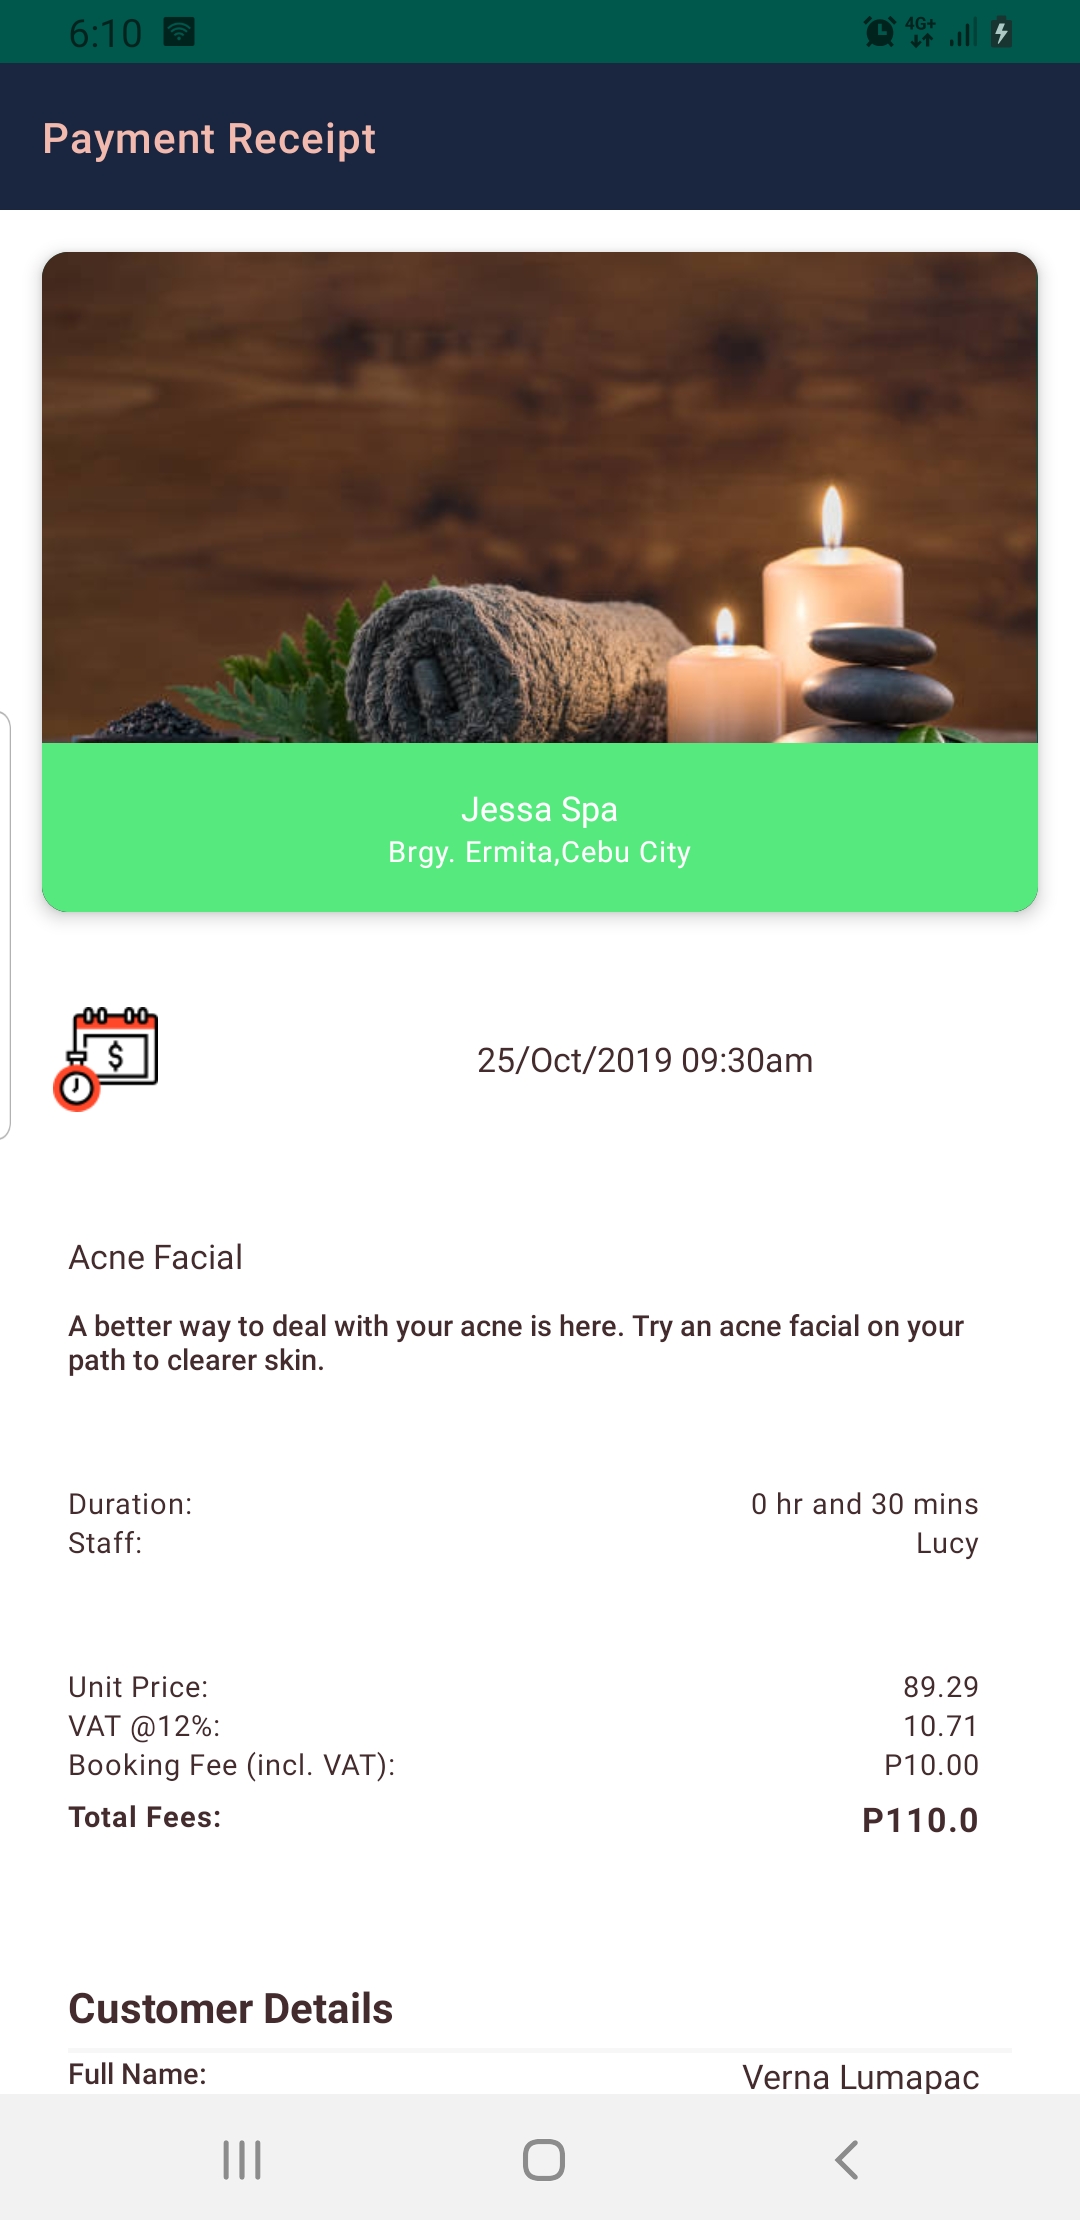 6:10
4G+
Payment Receipt
Jessa Spa
Brgy. Ermita,Cebu City
$
25/Oct/2019 09:30am
Acne Facial
A better way to deal with your acne is here. Try an acne facial on your
path to clearer skin.
Duration: 0 hr and 30 mins
Staff: Lucy
Unit Price: 89.29
VAT @12%: 10.71
Booking Fee (incl. VAT): P10.00
Total Fees: P110.0
Customer Details
Full Name: Verna Lumapac